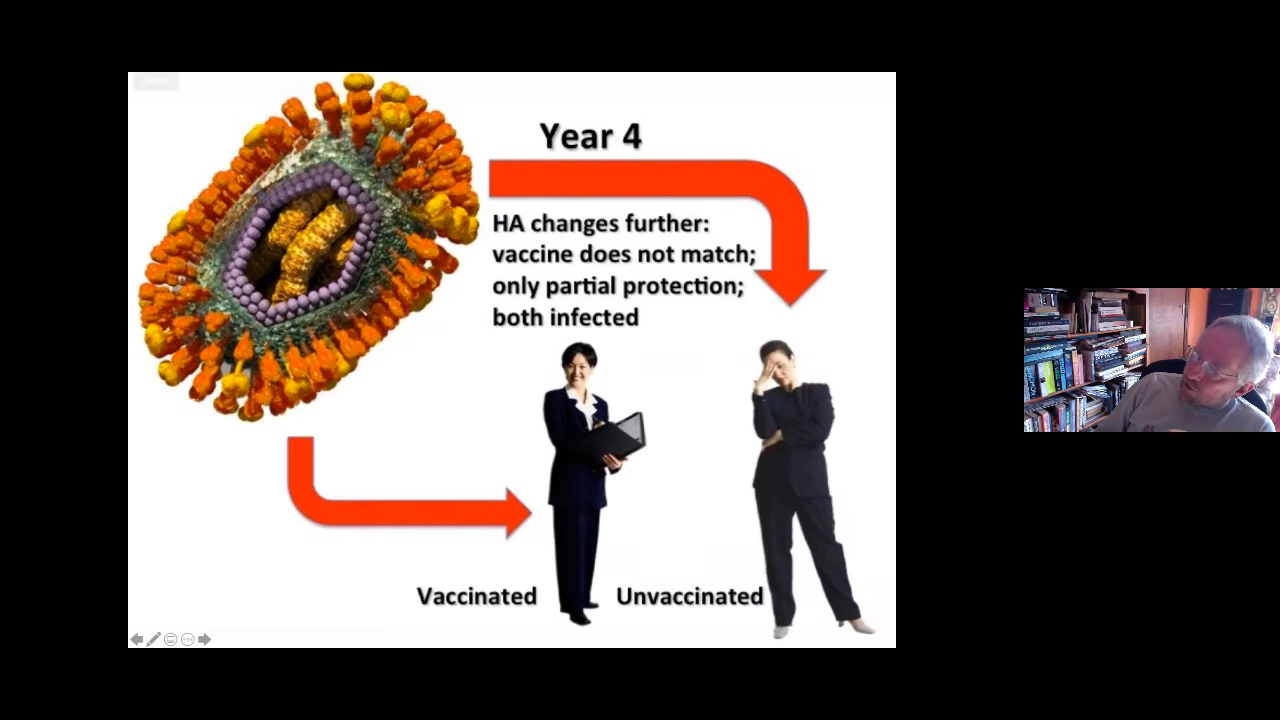 Year 4
HA changes further:
vaccine does not match;
only partial protection;
both infected
Vaccinated
Unvaccinated